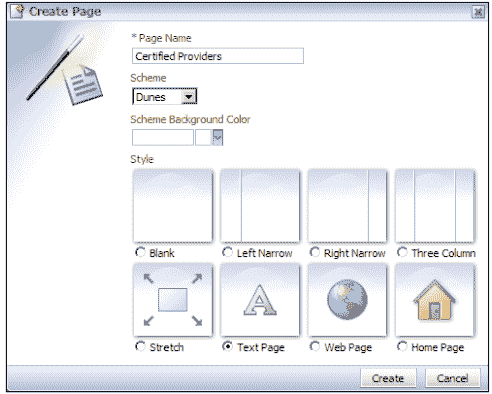 Create Page
* Page Name
Certified Providers
Scheme
Dunes
Scheme Background Color
Style
Blank Left Narrow Right Narrow Three Column
A
Stretch Text Page Web Page Home Page
Create Cancel